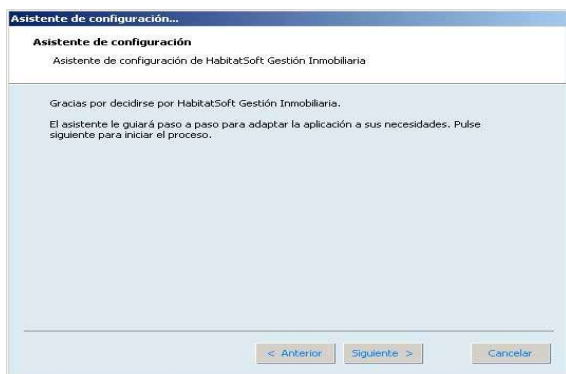 Asistente de configuración...
Asistente de configuración
Asistente de configuración de HabitatSoft Gestión Inmobiliaria
Gracias por decidirse por HabitatSoft Gestión Inmobiliaria.
El asistente le guiará paso a paso para adaptar la aplicación a sus necesidades. Pulse
siguiente para iniciar el proceso.
< Anterior Siguiente > Cancelar